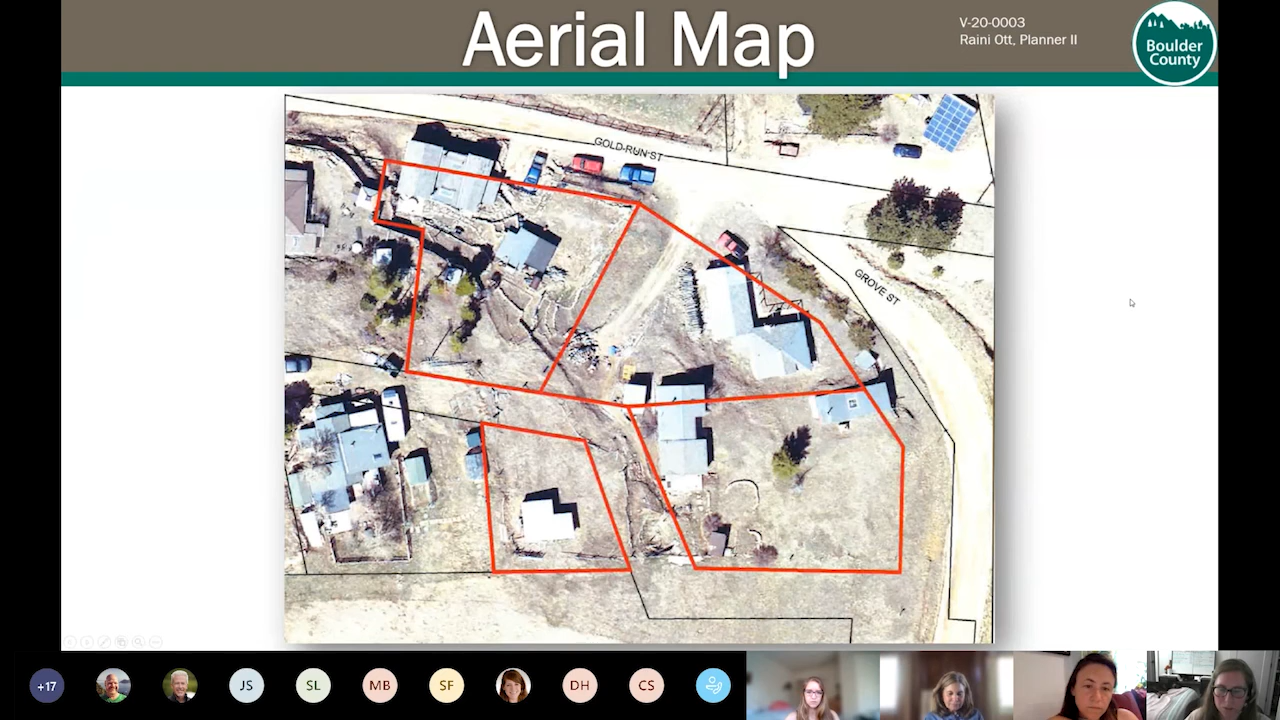 Aerial Map
V-20-0003
Raini Ott, Planner II
Boulder
County
GOLD RUN ST
GROVE ST
+17
JS
SL
MB
SF
DH
CS